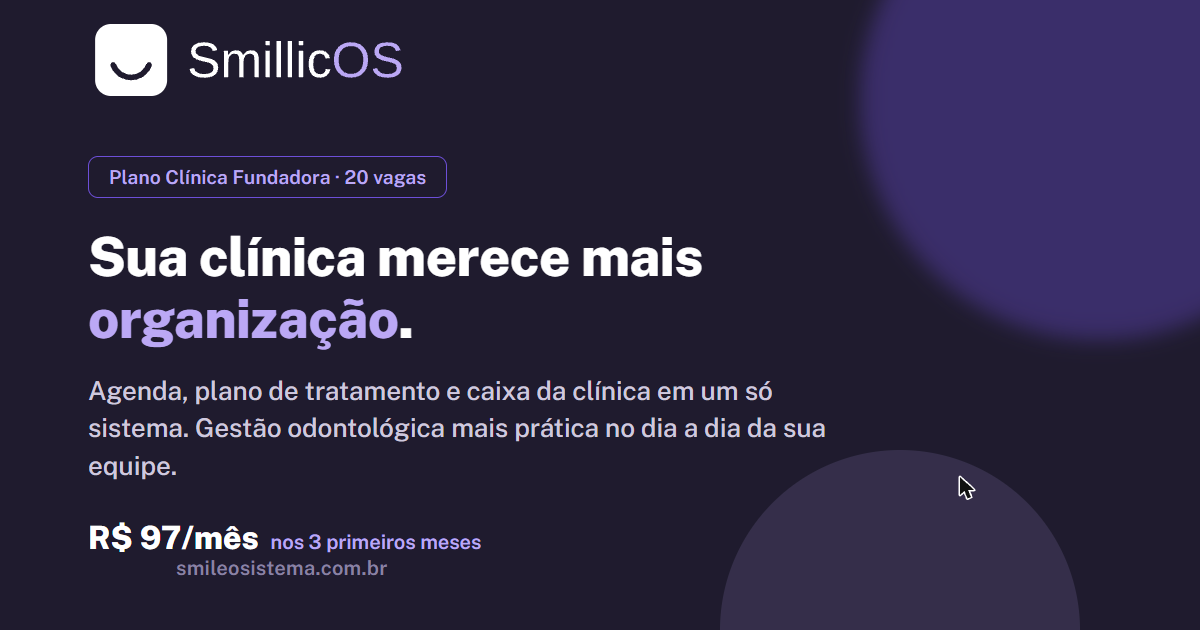 SmillicOS
Plano Clínica Fundadora · 20 vagas
Sua clínica merece mais
organização.
Agenda, plano de tratamento e caixa da clínica em um só
sistema. Gestão odontológica mais prática no dia a dia da sua
equipe.
R$ 97/mês nos 3 primeiros meses
smileosistema.com.br